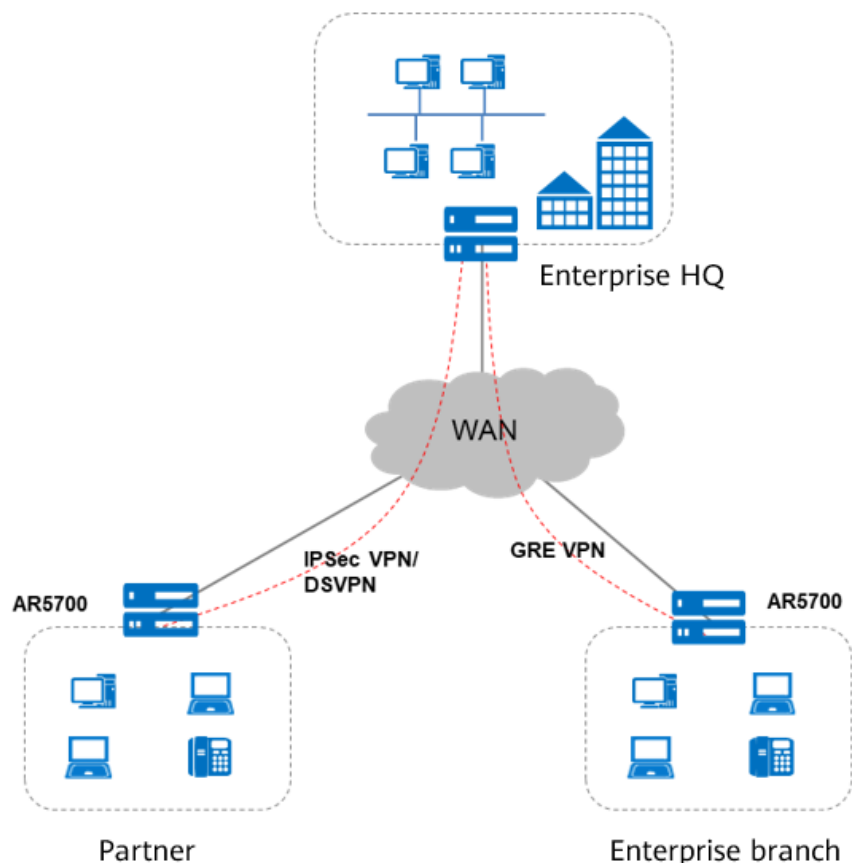 Enterprise HQ
WAN
IPSec VPN/
DSVPN
GRE VPN
AR5700
AR5700
Partner
Enterprise branch